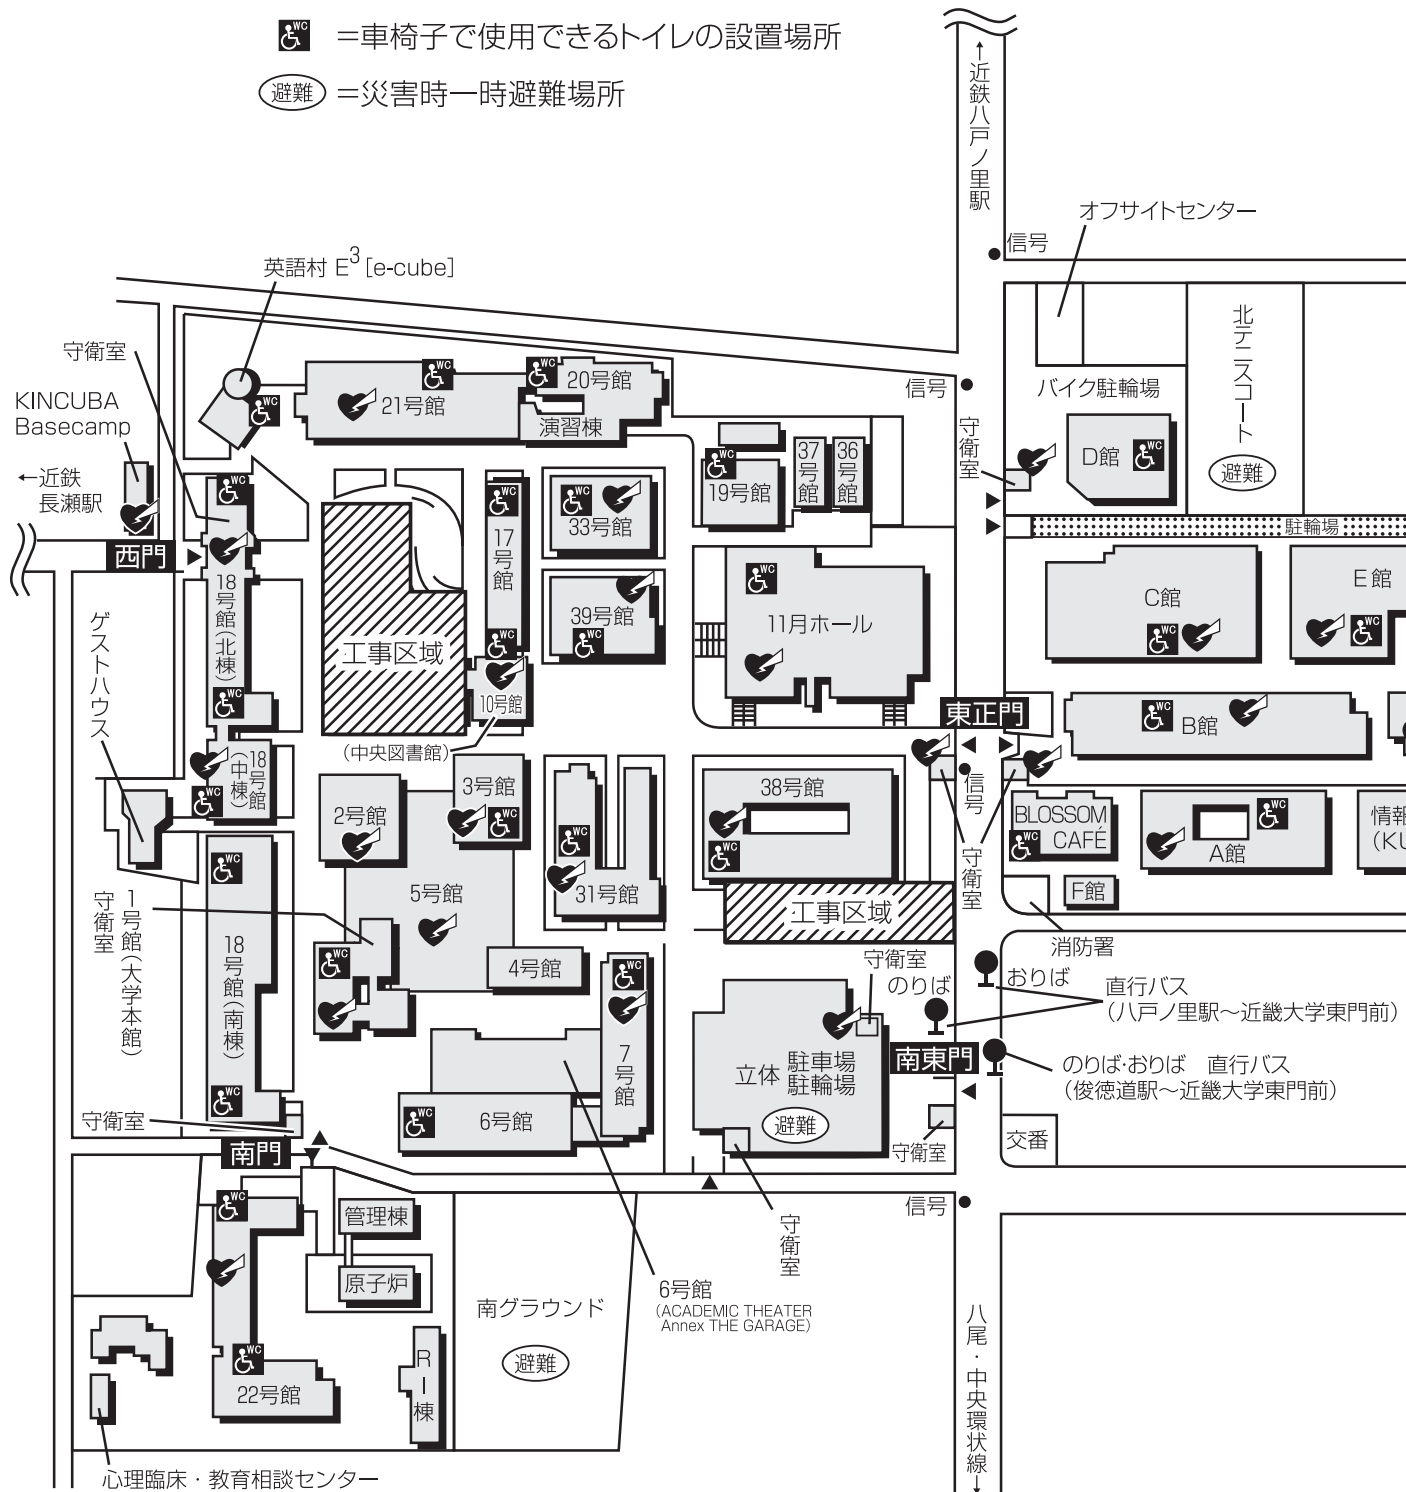 WC
=車椅子で使用できるトイレの設置場所
避難
=災害時一時避難場所
↑近鉄八戸ノ里駅
信号
オフサイトセンター
英語村 E³ [e-cube]
守衛室
KINCUBA
Basecamp
←近鉄
長瀬駅
西門
21号館
20号館
演習棟
信号
守衛室
バイク駐輪場
北テニスコート
避難
D館
19号館
37号館
36号館
33号館
17号館
39号館
18号館(北棟)
工事区域
10号館
(中央図書館)
11月ホール
駐輪場
C館
E館
東正門
B館
ゲストハウス
18号館(中棟)
2号館
3号館
5号館
4号館
31号館
38号館
信号
守衛室
BLOSSOM
CAFÉ
A館
情報
(KU
F館
消防署
工事区域
1号館(大学本館)
守衛室
18号館(南棟)
7号館
6号館
守衛室
のりば
おりば
直行バス
(八戸ノ里駅〜近畿大学東門前)
南東門
のりば・おりば 直行バス
(俊徳道駅〜近畿大学東門前)
立体 駐車場
駐輪場
避難
守衛室
交番
守衛室
南門
守衛室
信号
管理棟
原子炉
22号館
R I 棟
南グラウンド
避難
6号館
(ACADEMIC THEATER
Annex THE GARAGE)
八尾・中央環状線↓
心理臨床・教育相談センター